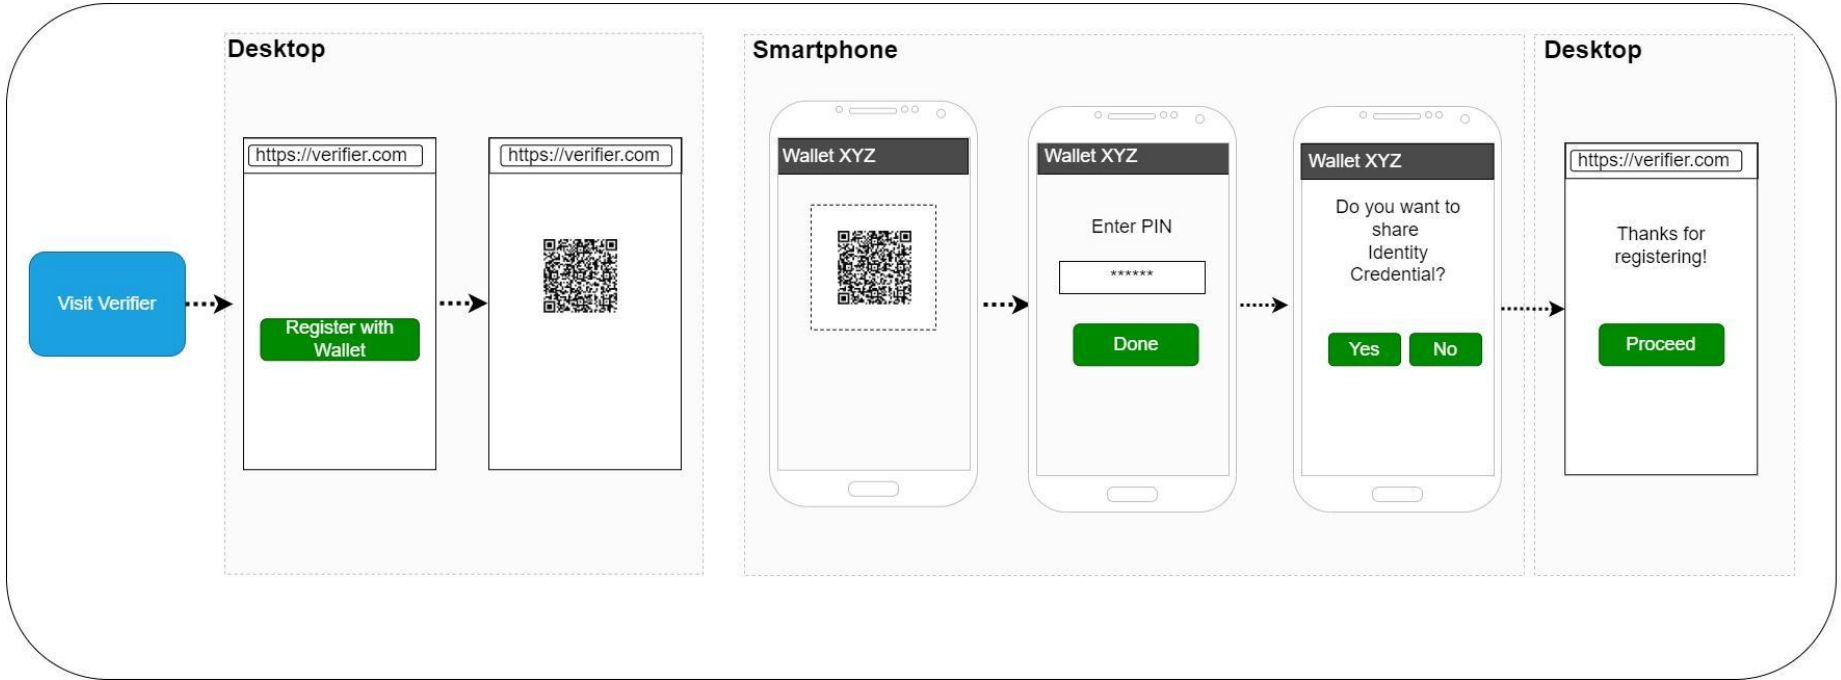 Desktop
Smartphone
Desktop
Visit Verifier
https://verifier.com
Register with
Wallet
https://verifier.com
Wallet XYZ
Wallet XYZ
Enter PIN
******
Done
Wallet XYZ
Do you want to
share
Identity
Credential?
Yes
No
https://verifier.com
Thanks for
registering!
Proceed